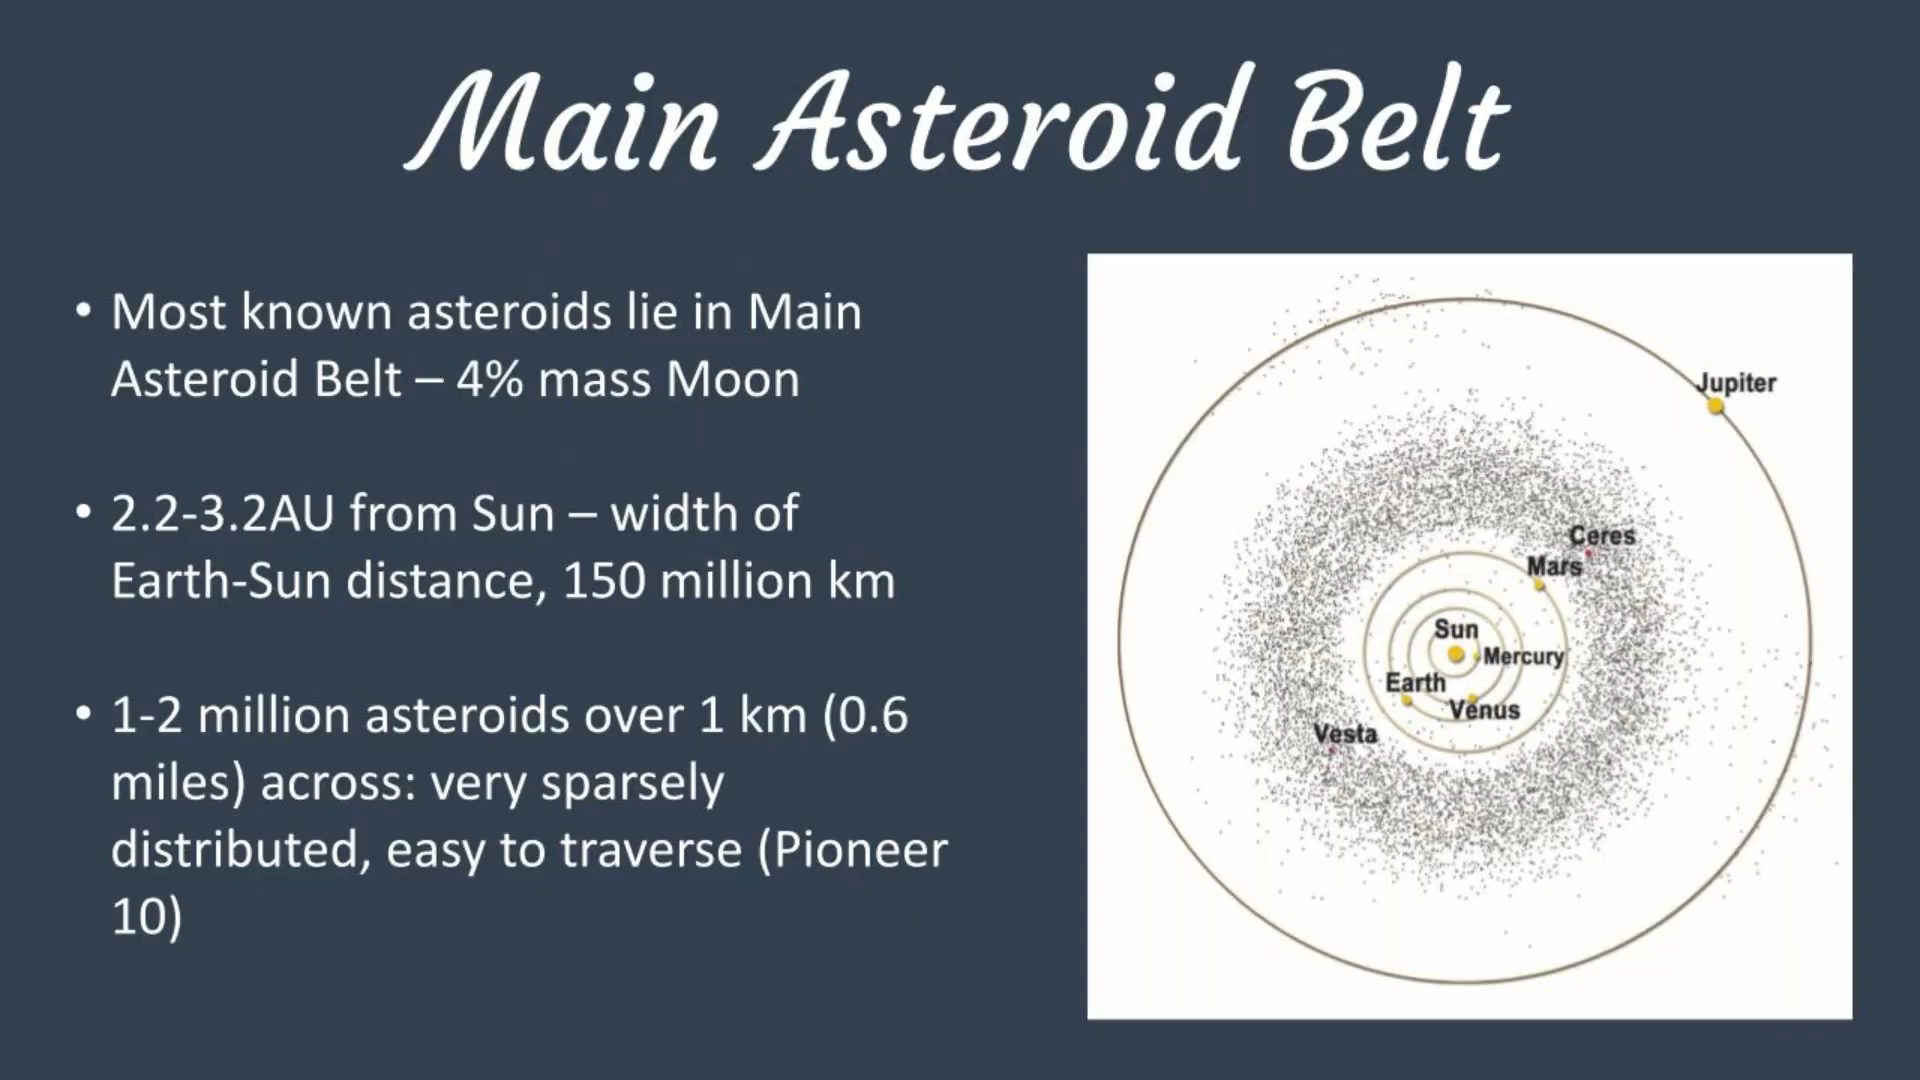 Main Asteroid Belt
• Most known asteroids lie in Main
Asteroid Belt – 4% mass Moon
• 2.2-3.2AU from Sun – width of
Earth-Sun distance, 150 million km
• 1-2 million asteroids over 1 km (0.6
miles) across: very sparsely
distributed, easy to traverse (Pioneer
10)
Jupiter
Ceres
Mars
Sun
Mercury
Earth
Venus
Vesta